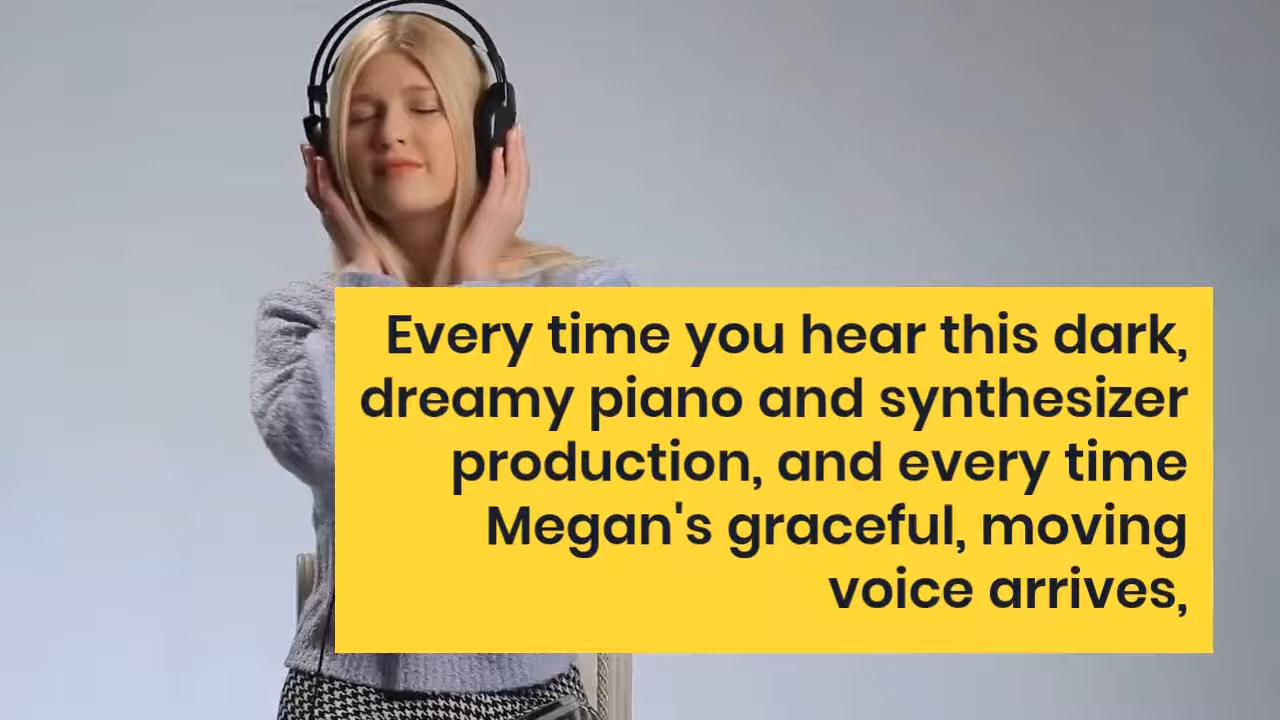 Every time you hear this dark,
dreamy piano and synthesizer
production, and every time
Megan's graceful, moving
voice arrives,